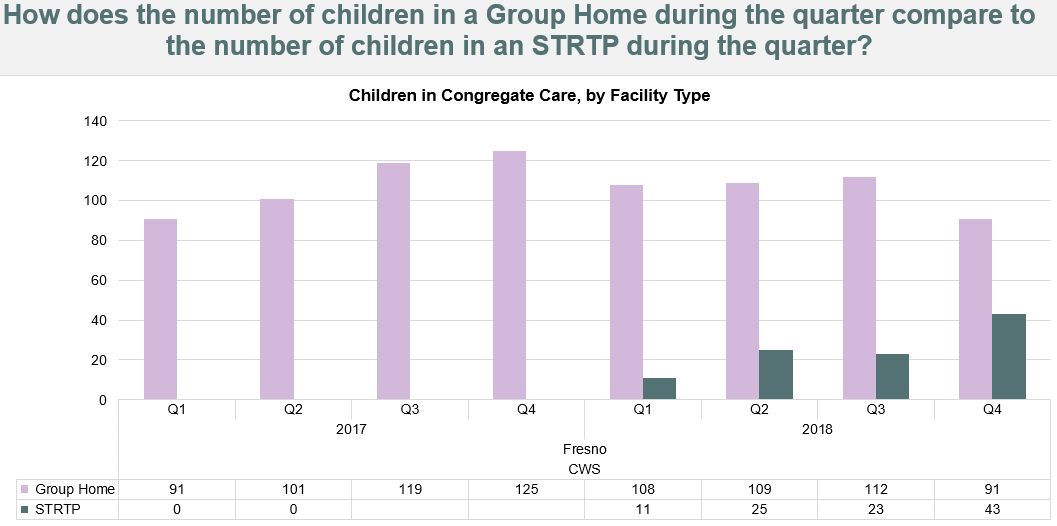 How does the number of children in a Group Home during the quarter compare to
the number of children in an STRTP during the quarter?
Children in Congregate Care, by Facility Type
140
120
100
80
60
40
20
0
Q1 Q2 Q3 Q4 Q1 Q2 Q3 Q4
2017 2018
Fresno
CWS
Group Home 91 101 119 125 108 109 112 91
STRTP 0 0 11 25 23 43